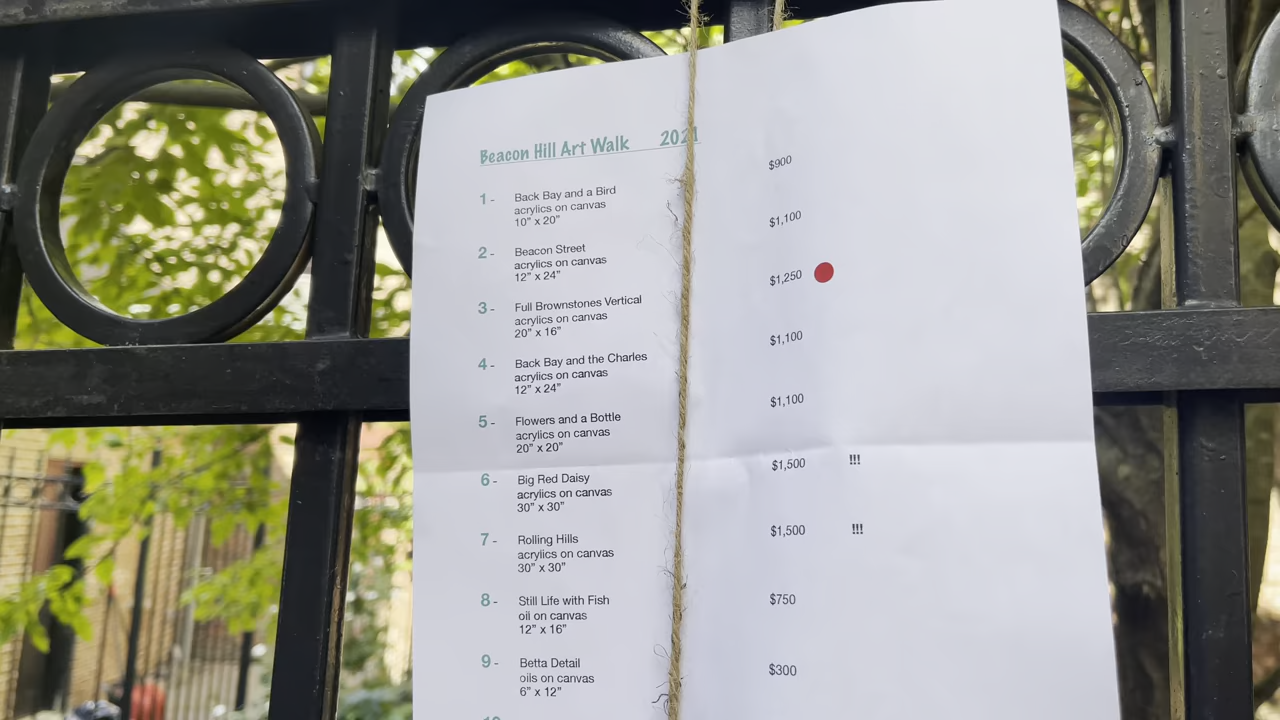 Beacon Hill Art Walk 2021
1- Back Bay and a Bird $900
acrylics on canvas
10” x 20”
2- Beacon Street $1,100
acrylics on canvas
12” x 24”
3- Full Brownstones Vertical $1,250
acrylics on canvas
20” x 16”
4- Back Bay and the Charles $1,100
acrylics on canvas
12” x 24”
5- Flowers and a Bottle $1,100
acrylics on canvas
20” x 20”
6- Big Red Daisy $1,500 !!!
acrylics on canvas
30” x 30”
7- Rolling Hills $1,500 !!!
acrylics on canvas
30” x 30”
8- Still Life with Fish $750
oil on canvas
12” x 16”
9- Betta Detail $300
oils on canvas
6” x 12”